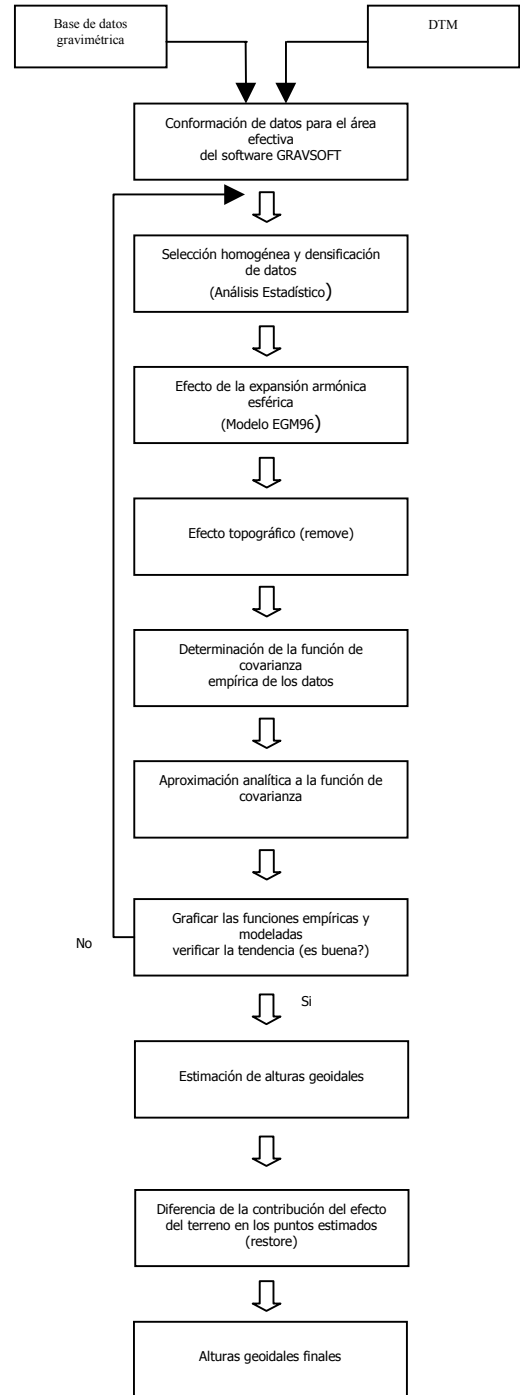 Base de datos
gravimétrica
DTM
Conformación de datos para el área
efectiva
del software GRAVSOFT
Selección homogénea y densificación
de datos
(Análisis Estadístico)
Efecto de la expansión armónica
esférica
(Modelo EGM96)
Efecto topográfico (remove)
Determinación de la función de
covarianza
empírica de los datos
Aproximación analítica a la función de
covarianza
Graficar las funciones empíricas y
modeladas
verificar la tendencia (es buena?)
No
Si
Estimación de alturas geoidales
Diferencia de la contribución del efecto
del terreno en los puntos estimados
(restore)
Alturas geoidales finales